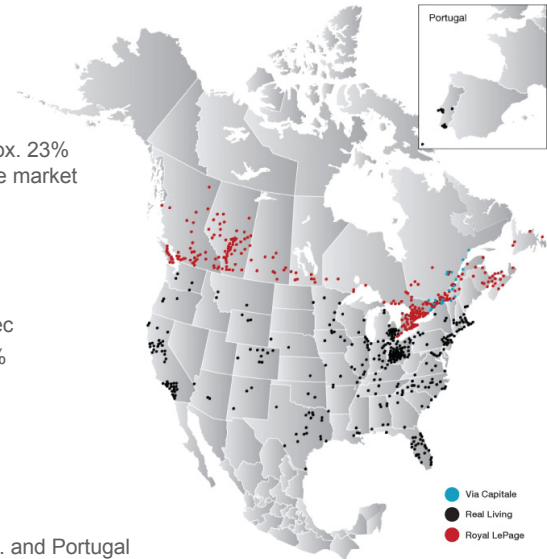 Portugal
ox. 23%
e market
ec
%
. and Portugal
Via Capitale
Real Living
Royal LePage